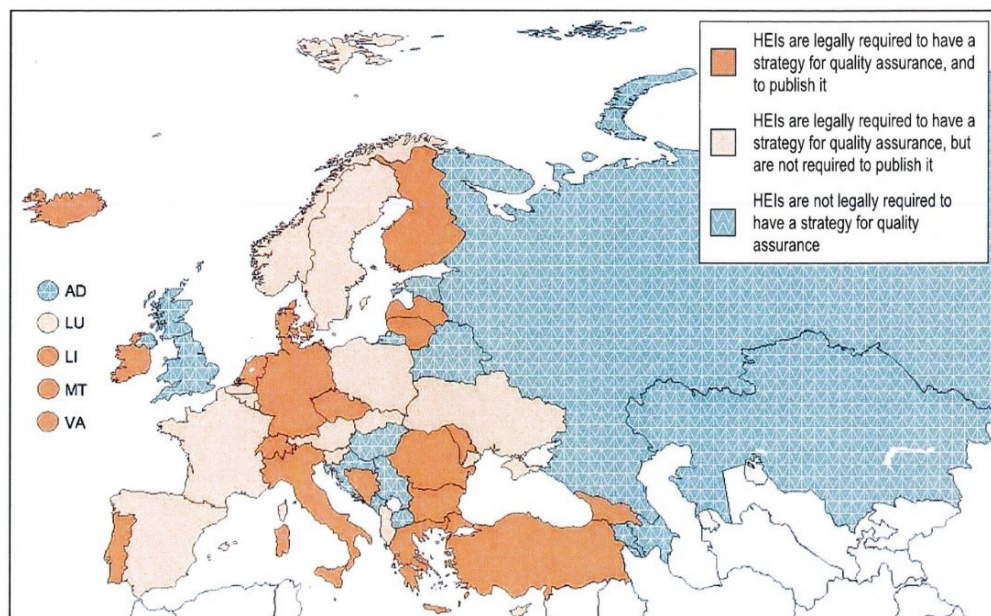 HEIs are legally required to have a
strategy for quality assurance, and
to publish it
HEIs are legally required to have a
strategy for quality assurance, but
are not required to publish it
HEIs are not legally required to
have a strategy for quality
assurance
AD
LU
LI
MT
VA